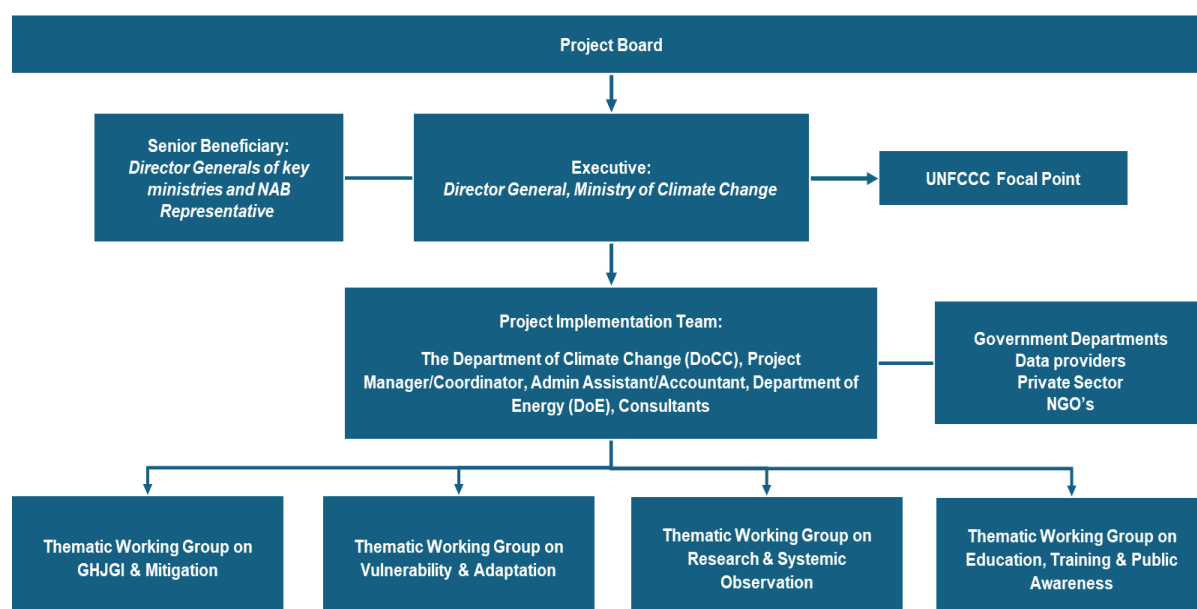 Project Board
Senior Beneficiary:
Director Generals of key
ministries and NAB
Representative
Executive:
Director General, Ministry of Climate Change
UNFCCC Focal Point
Project Implementation Team:
The Department of Climate Change (DoCC), Project
Manager/Coordinator, Admin Assistant/Accountant, Department of
Energy (DoE), Consultants
Government Departments
Data providers
Private Sector
NGO's
Thematic Working Group on
GHJGI & Mitigation
Thematic Working Group on
Vulnerability & Adaptation
Thematic Working Group on
Research & Systemic
Observation
Thematic Working Group on
Education, Training & Public
Awareness